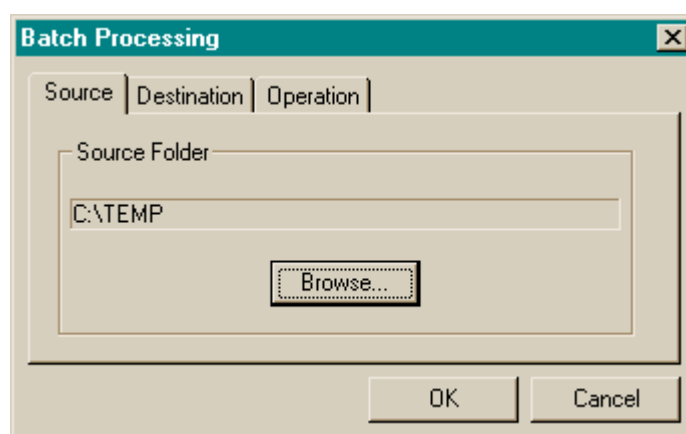 Batch Processing
Source Destination Operation
Source Folder
C:\TEMP
Browse...
OK Cancel